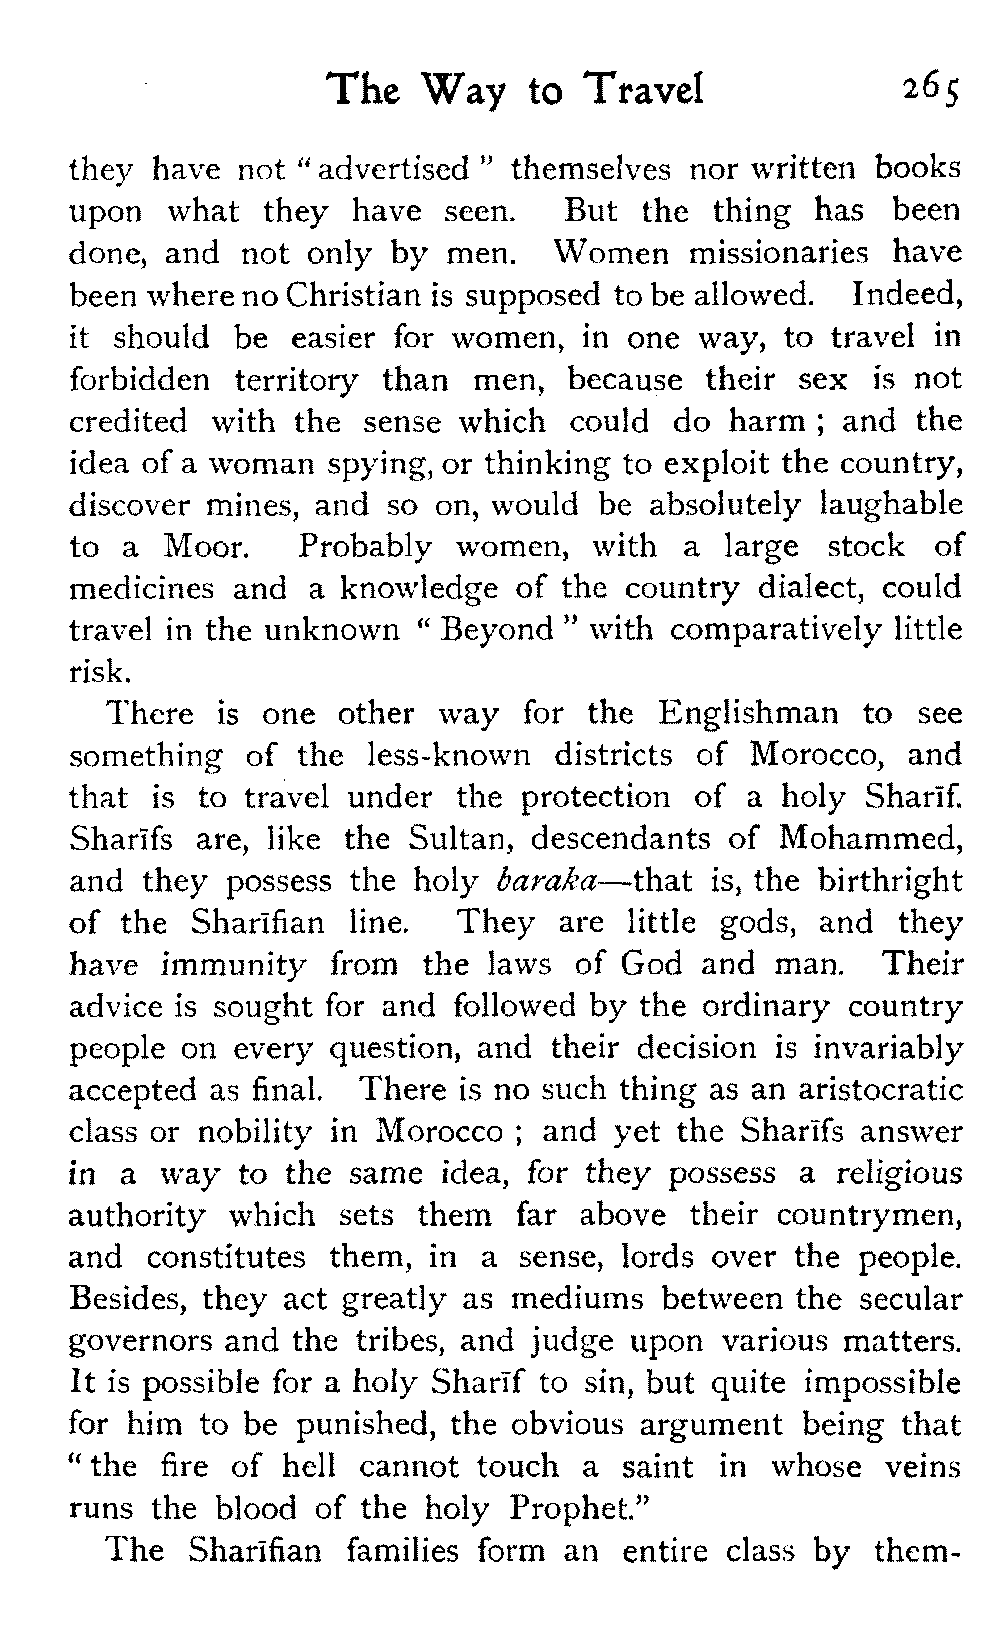 The Way to Travel 265
they have not “advertised” themselves nor written books
upon what they have seen. But the thing has been
done, and not only by men. Women missionaries have
been where no Christian is supposed to be allowed. Indeed,
it should be easier for women, in one way, to travel in
forbidden territory than men, because their sex is not
credited with the sense which could do harm ; and the
idea of a woman spying, or thinking to exploit the country,
discover mines, and so on, would be absolutely laughable
to a Moor. Probably women, with a large stock of
medicines and a knowledge of the country dialect, could
travel in the unknown “ Beyond ” with comparatively little
risk.
There is one other way for the Englishman to see
something of the less-known districts of Morocco, and
that is to travel under the protection of a holy Sharīf.
Sharīfs are, like the Sultan, descendants of Mohammed,
and they possess the holy baraka—that is, the birthright
of the Sharīfian line. They are little gods, and they
have immunity from the laws of God and man. Their
advice is sought for and followed by the ordinary country
people on every question, and their decision is invariably
accepted as final. There is no such thing as an aristocratic
class or nobility in Morocco ; and yet the Sharīfs answer
in a way to the same idea, for they possess a religious
authority which sets them far above their countrymen,
and constitutes them, in a sense, lords over the people.
Besides, they act greatly as mediums between the secular
governors and the tribes, and judge upon various matters.
It is possible for a holy Sharīf to sin, but quite impossible
for him to be punished, the obvious argument being that
“the fire of hell cannot touch a saint in whose veins
runs the blood of the holy Prophet.”
The Sharīfian families form an entire class by them-